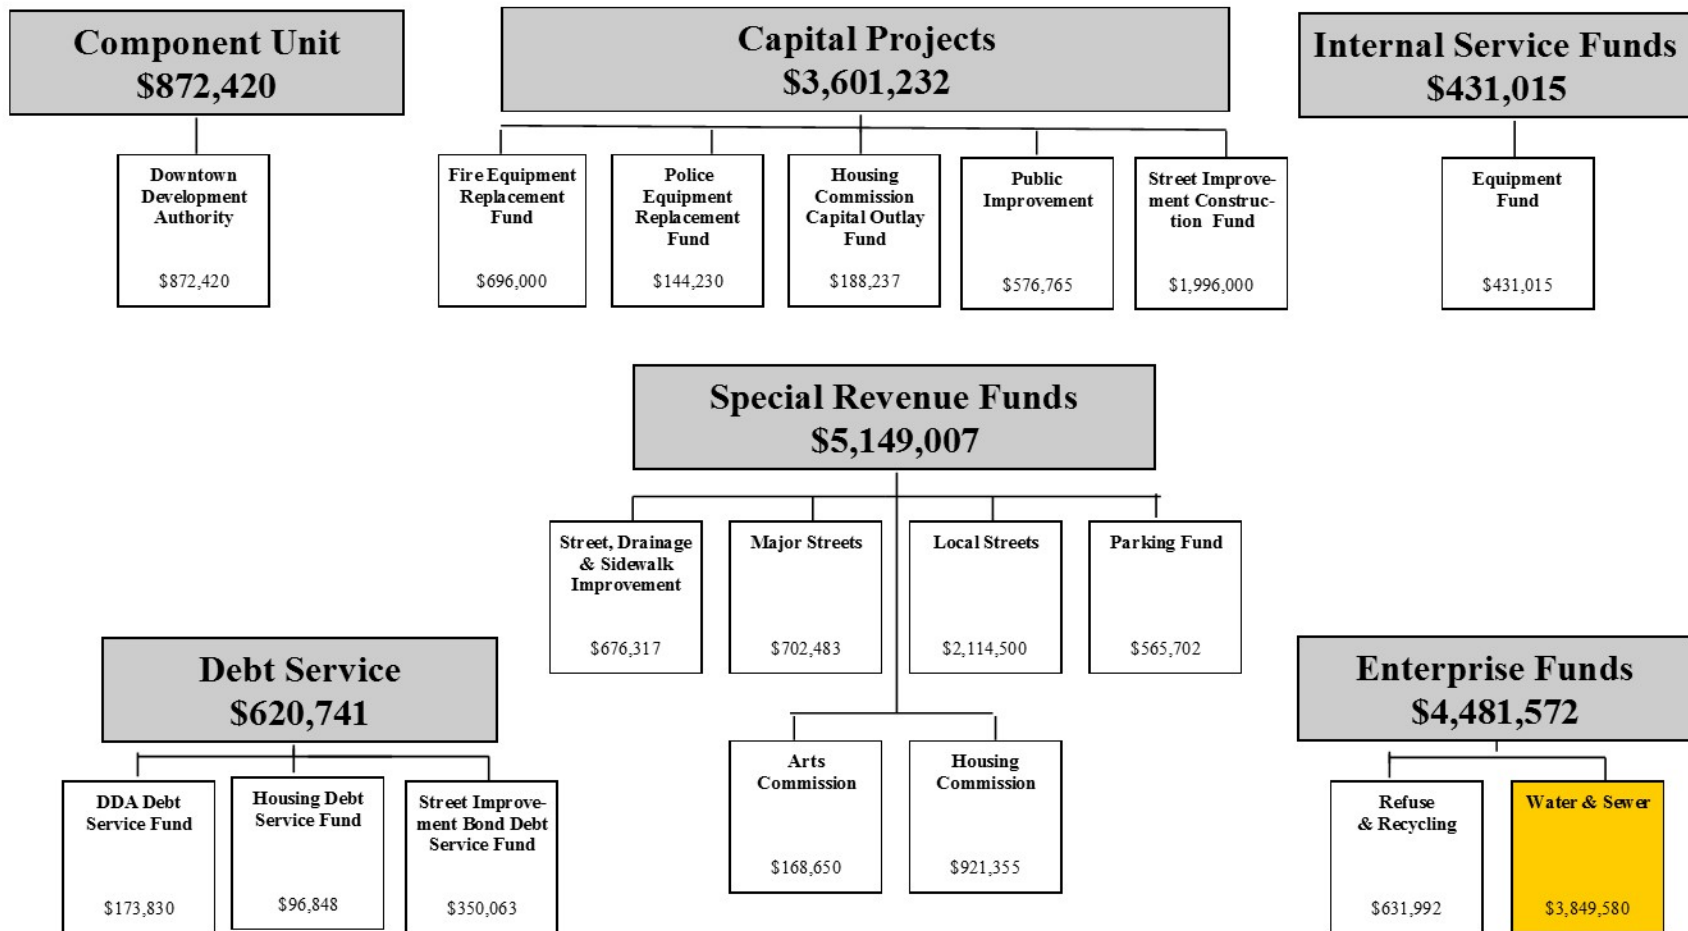 Component Unit
$872,420
Downtown
Development
Authority
$872,420
Capital Projects
$3,601,232
Fire Equipment
Replacement
Fund
$696,000
Police
Equipment
Replacement
Fund
$144,230
Housing
Commission
Capital Outlay
Fund
$188,237
Public
Improvement
$576,765
Street Improve-
ment Construc-
tion Fund
$1,996,000
Internal Service Funds
$431,015
Equipment
Fund
$431,015
Special Revenue Funds
$5,149,007
Street, Drainage
& Sidewalk
Improvement
$676,317
Major Streets
$702,483
Local Streets
$2,114,500
Parking Fund
$565,702
Arts
Commission
$168,650
Housing
Commission
$921,355
Debt Service
$620,741
DDA Debt
Service Fund
$173,830
Housing Debt
Service Fund
$96,848
Street Improve-
ment Bond Debt
Service Fund
$350,063
Enterprise Funds
$4,481,572
Refuse
& Recycling
$631,992
Water & Sewer
$3,849,580